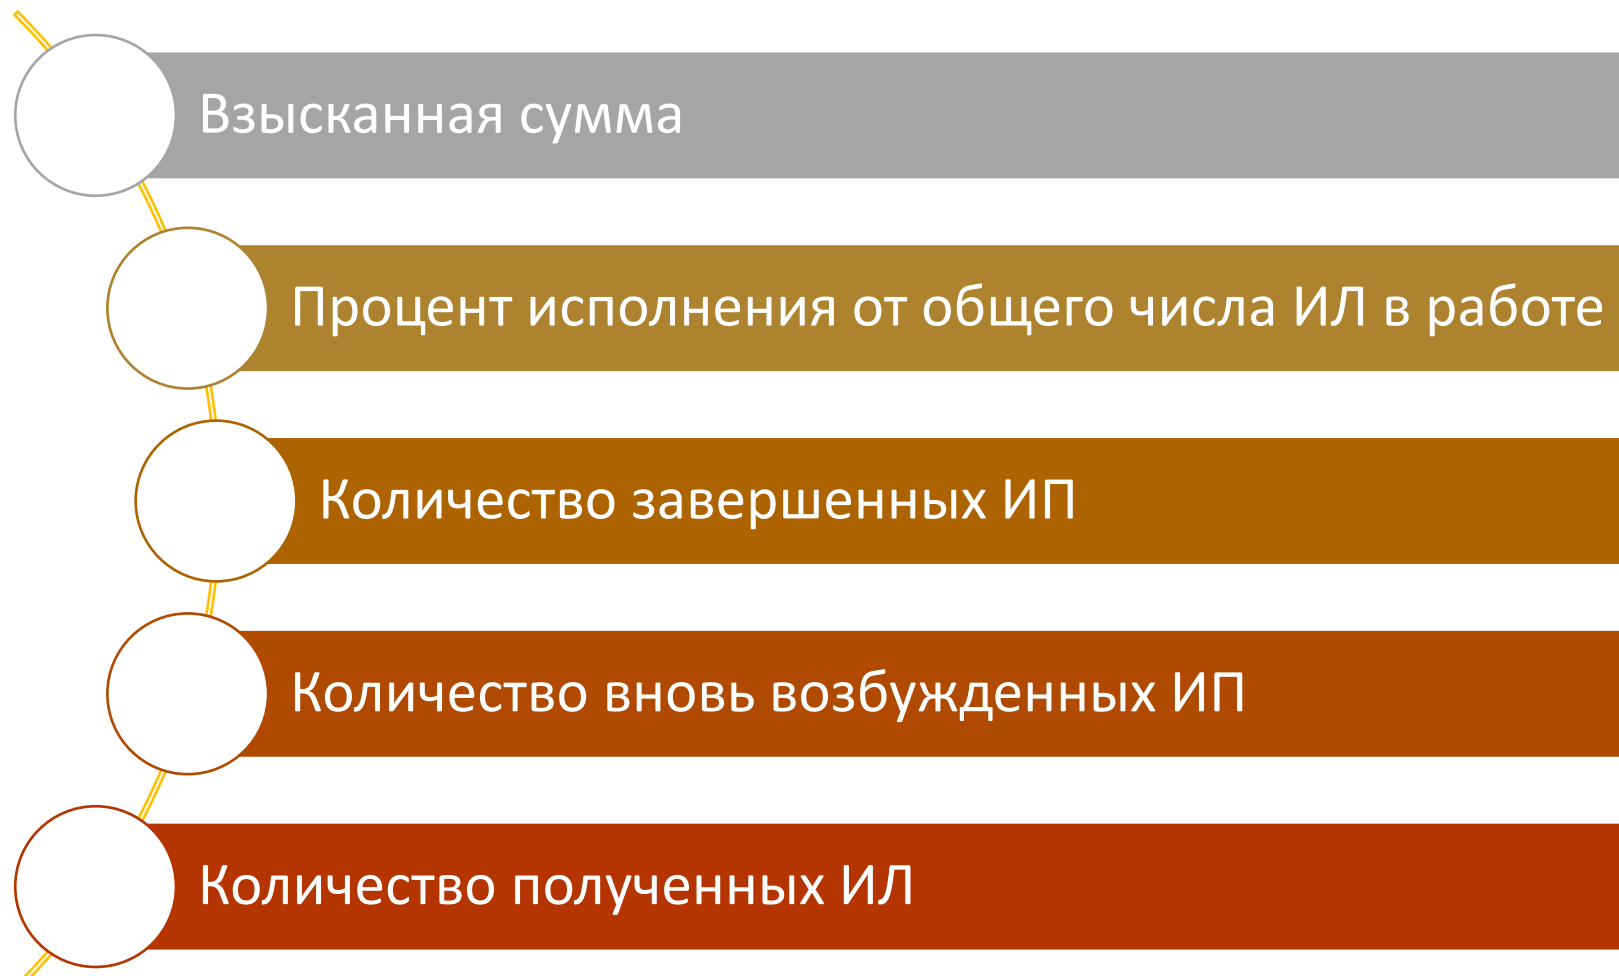 Взысканная сумма
Процент исполнения от общего числа ИЛ в работе
Количество завершенных ИП
Количество вновь возбужденных ИП
Количество полученных ИЛ